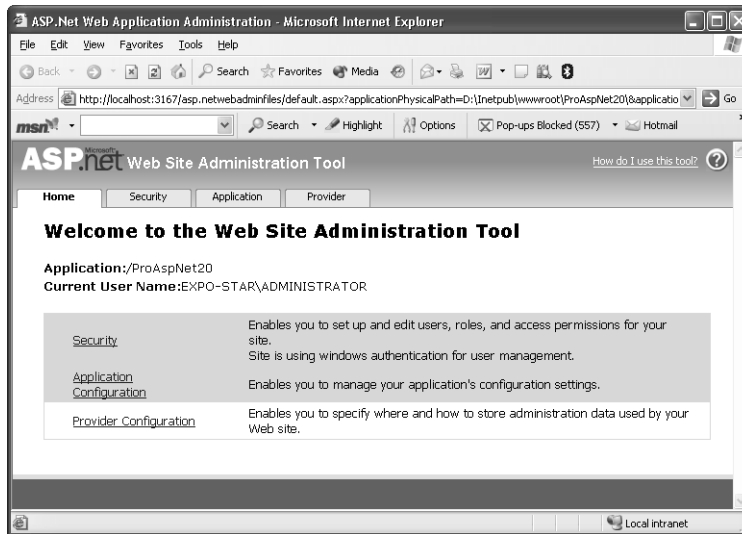 ASP.Net Web Application Administration - Microsoft Internet Explorer
File Edit View Favorites Tools Help
Back Search Favorites Media
Address http://localhost:3167/asp.netwebadminfiles/default.aspx?applicationPhysicalPath=D:\Inetpub\wwwroot\ProAspNet20\&applicatio Go
msn Search Highlight Options Pop-ups Blocked (557) Hotmail
Microsoft
ASP.net Web Site Administration Tool How do I use this tool? ?
Home Security Application Provider
Welcome to the Web Site Administration Tool
Application:/ProAspNet20
Current User Name:EXPO-STAR\ADMINISTRATOR
Security
Enables you to set up and edit users, roles, and access permissions for your
site.
Site is using windows authentication for user management.
Application
Configuration
Enables you to manage your application's configuration settings.
Provider Configuration
Enables you to specify where and how to store administration data used by your
Web site.
Local intranet